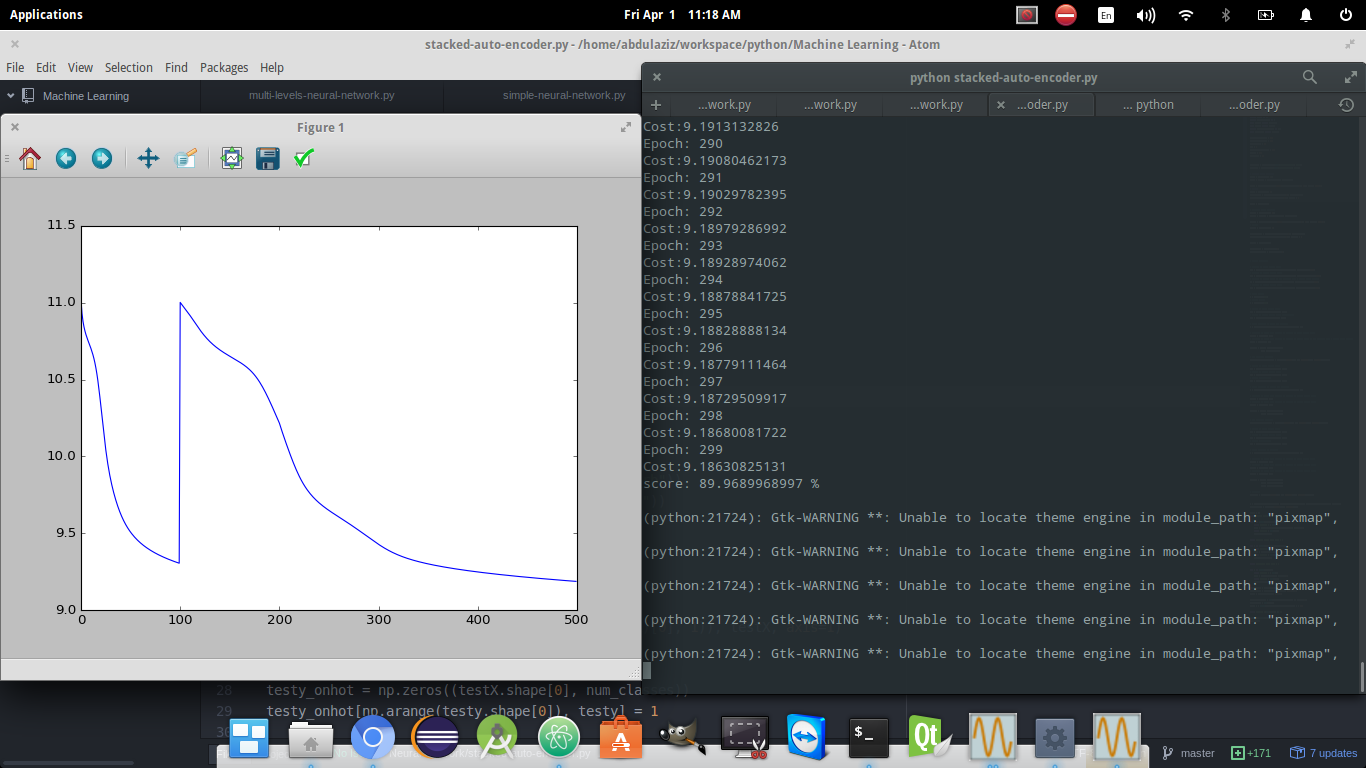 Applications
Fri Apr 1 11:18 AM
En
stacked-auto-encoder.py - /home/abdulaziz/workspace/python/Machine Learning - Atom
File Edit View Selection Find Packages Help
Machine Learning
multi-levels-neural-network.py
simple-neural-network.py
Figure 1
11.5
11.0
10.5
10.0
9.5
9.0
0 100 200 300 400 500
python stacked-auto-encoder.py
...work.py ...work.py ...work.py ...oder.py ... python ...oder.py
Cost:9.1913132826
Epoch: 290
Cost:9.19080462173
Epoch: 291
Cost:9.19029782395
Epoch: 292
Cost:9.18979286992
Epoch: 293
Cost:9.18928974062
Epoch: 294
Cost:9.18878841725
Epoch: 295
Cost:9.18828888134
Epoch: 296
Cost:9.18779111464
Epoch: 297
Cost:9.18729509917
Epoch: 298
Cost:9.18680081722
Epoch: 299
Cost:9.18630825131
score: 89.9689968997 %
(python:21724): Gtk-WARNING **: Unable to locate theme engine in module_path: "pixmap",
(python:21724): Gtk-WARNING **: Unable to locate theme engine in module_path: "pixmap",
(python:21724): Gtk-WARNING **: Unable to locate theme engine in module_path: "pixmap",
(python:21724): Gtk-WARNING **: Unable to locate theme engine in module_path: "pixmap",
(python:21724): Gtk-WARNING **: Unable to locate theme engine in module_path: "pixmap",
28 testy_onhot = np.zeros((testX.shape[0],
29 testy_onhot[np.arange(testy.shape[0]), testy] = 1
$_
Qt
master
+171
7 updates